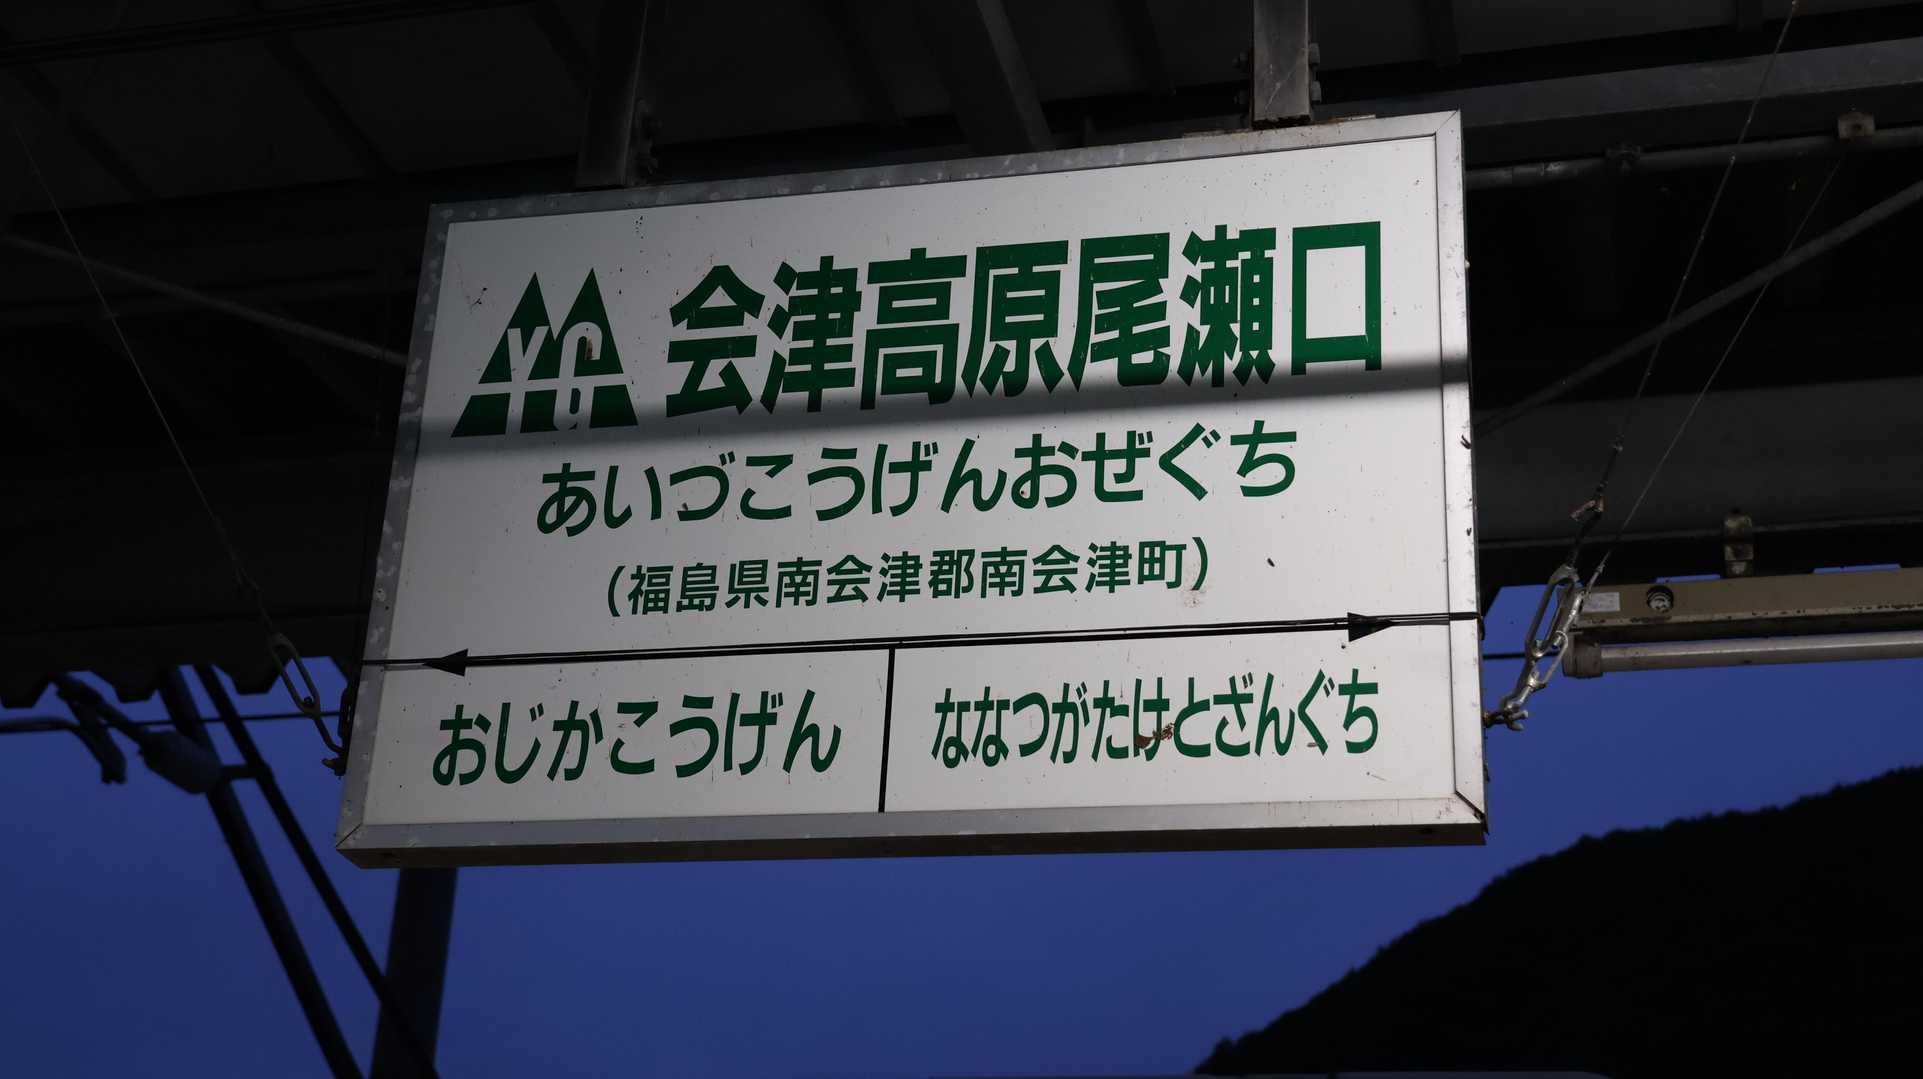 会津高原尾瀬口
あいづこうげんおぜぐち
(福島県南会津郡南会津町)
おじかこうげん
ななつがたけとざんぐち